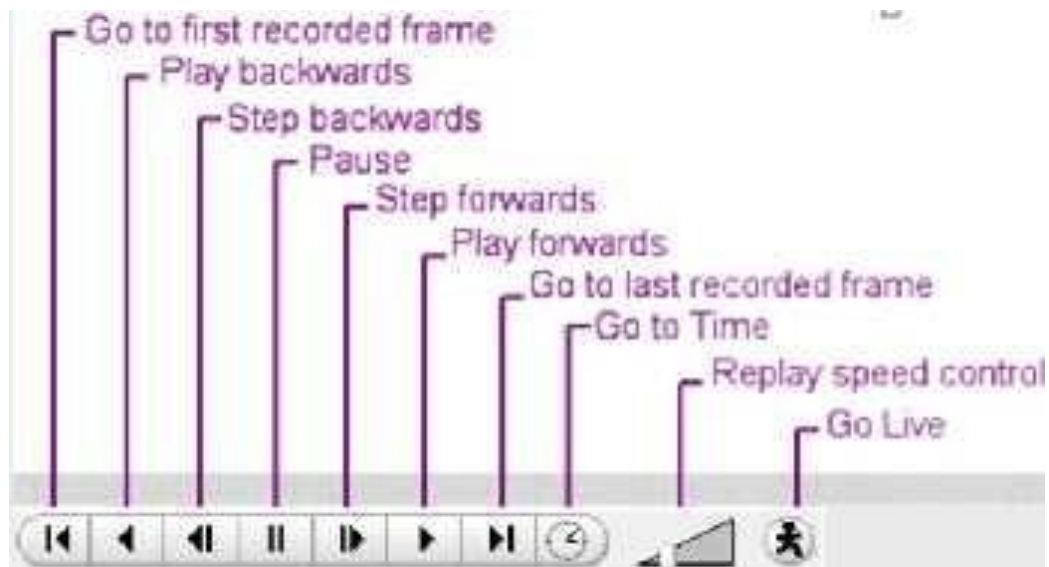 Go to first recorded frame
Play backwards
Step backwards
Pause
Step forwards
Play forwards
Go to last recorded frame
Go to Time
Replay speed control
Go Live